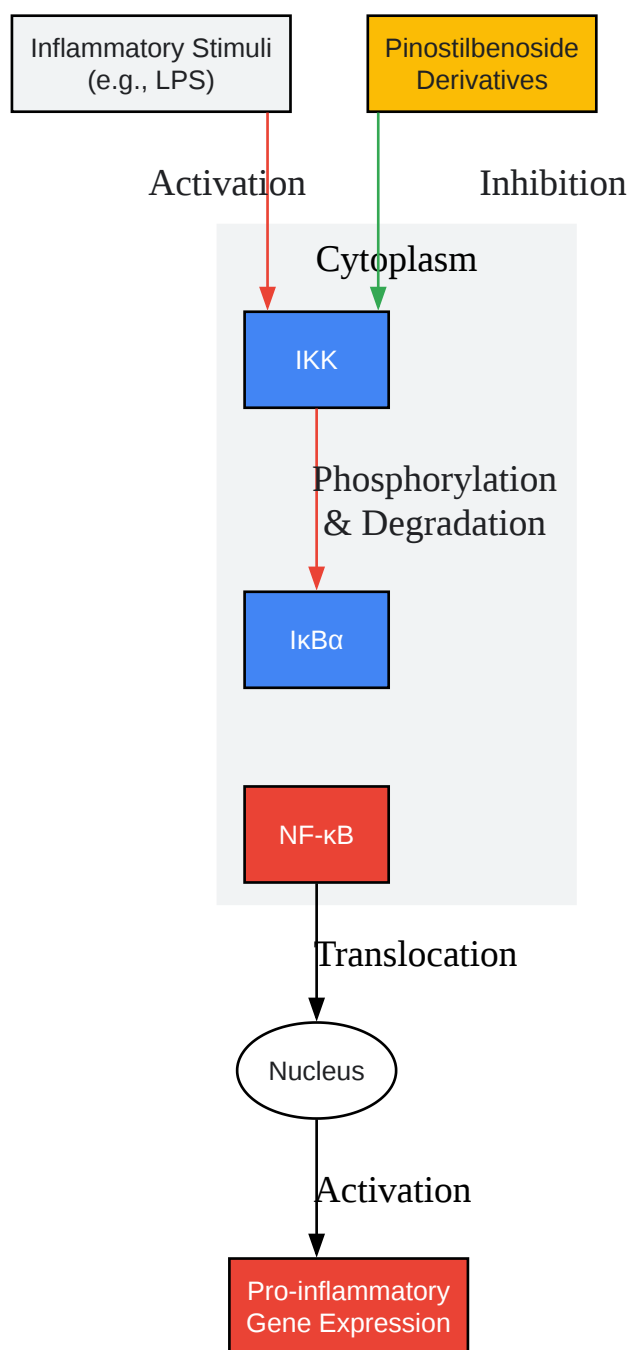 Inflammatory Stimuli
(e.g., LPS)
Pinostilbenoside
Derivatives
Activation
Inhibition
Cytoplasm
IKK
Phosphorylation
& Degradation
IκBα
NF-κB
Translocation
Nucleus
Activation
Pro-inflammatory
Gene Expression